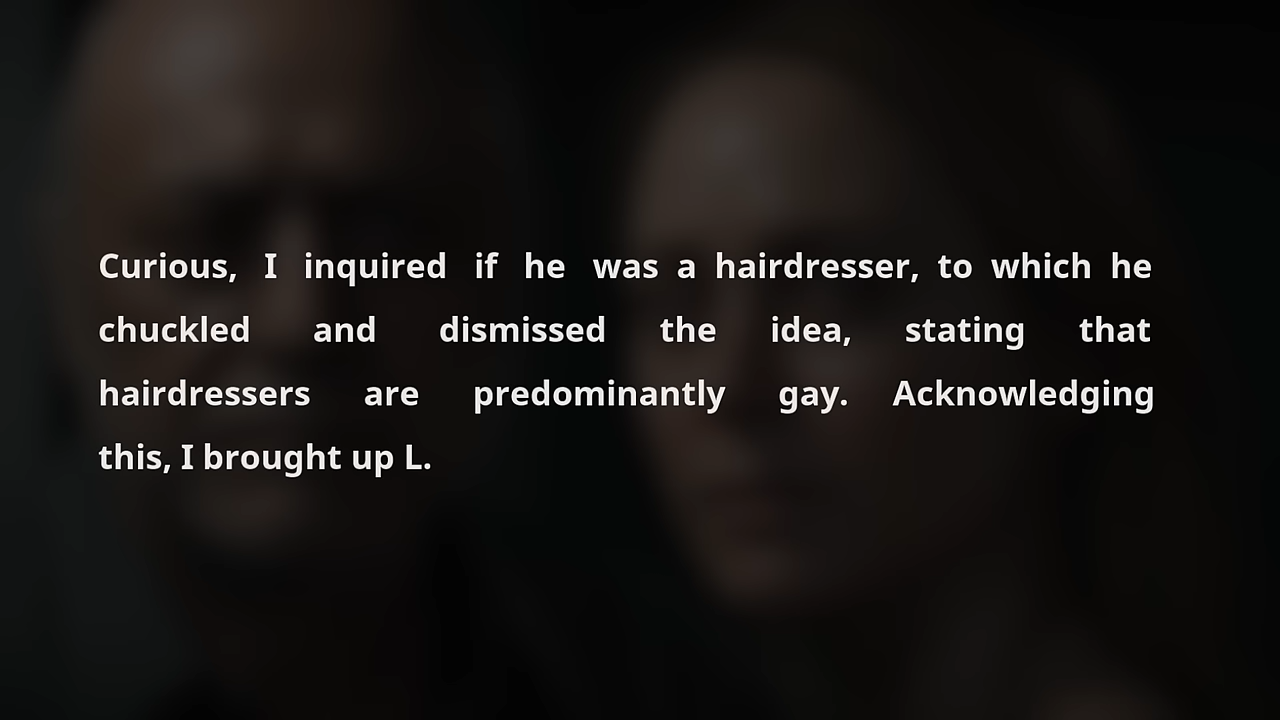 Curious, I inquired if he was a hairdresser, to which he
chuckled and dismissed the idea, stating that
hairdressers are predominantly gay. Acknowledging
this, I brought up L.